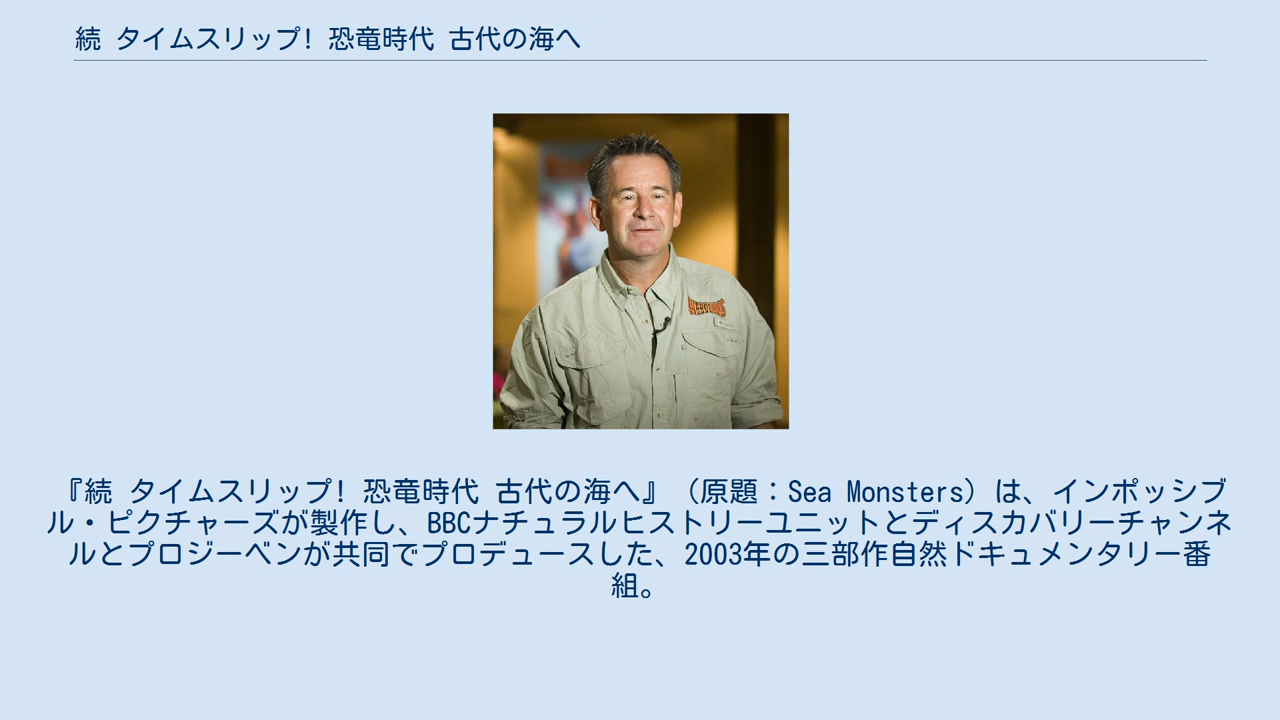 続 タイムスリップ! 恐竜時代 古代の海へ
『続 タイムスリップ! 恐竜時代 古代の海へ』（原題：Sea Monsters）は、インポッシブ
ル・ピクチャーズが製作し、BBCナチュラルヒストリーユニットとディスカバリーチャンネ
ルとプロジーベンが共同でプロデュースした、2003年の三部作自然ドキュメンタリー番
組。